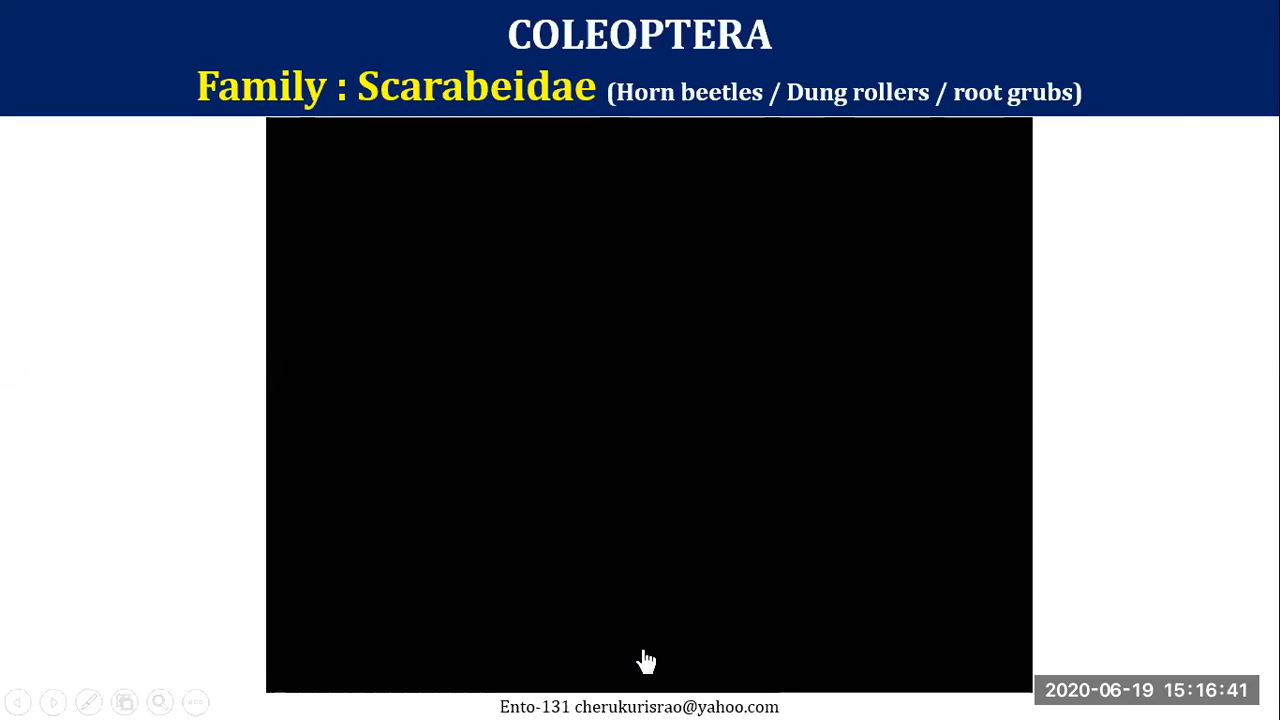 COLEOPTERA
Family : Scarabeidae (Horn beetles / Dung rollers / root grubs)
Ento-131 cherukurisrao@yahoo.com
2020-06-19 15:16:41